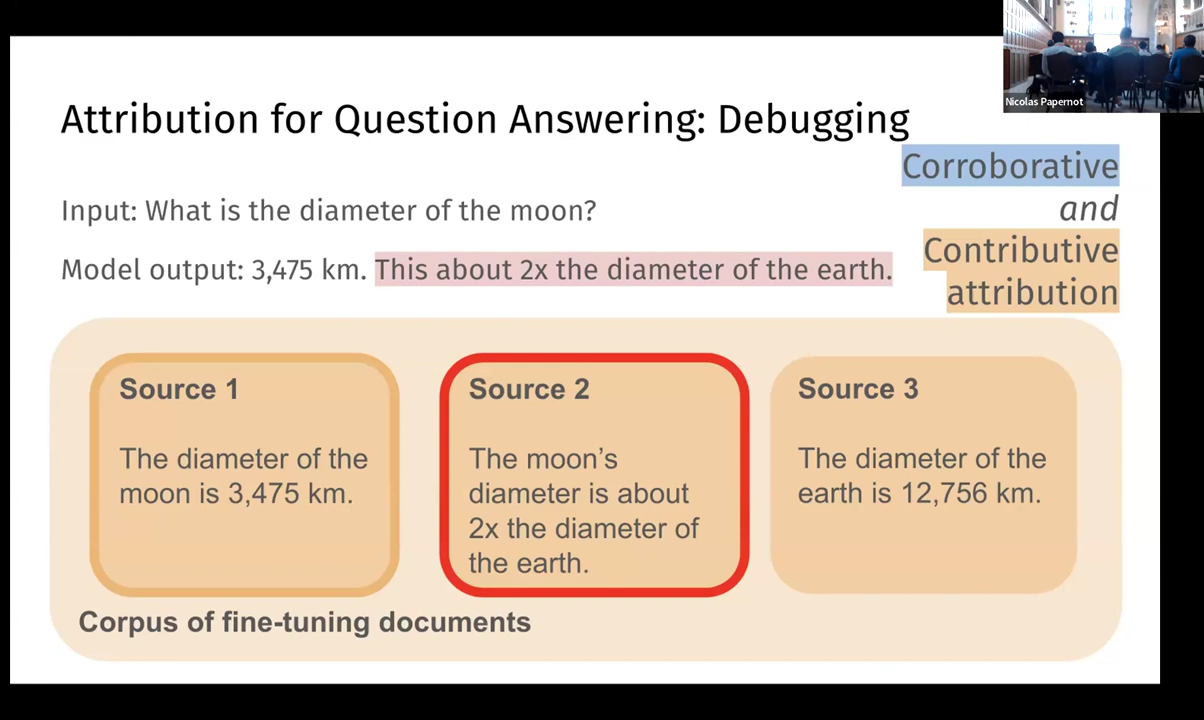 Nicolas Papernot
Attribution for Question Answering: Debugging
Corroborative
and
Contributive
attribution
Input: What is the diameter of the moon?
Model output: 3,475 km. This about 2x the diameter of the earth.
Source 1
The diameter of the
moon is 3,475 km.
Source 2
The moon's
diameter is about
2x the diameter of
the earth.
Source 3
The diameter of the
earth is 12,756 km.
Corpus of fine-tuning documents